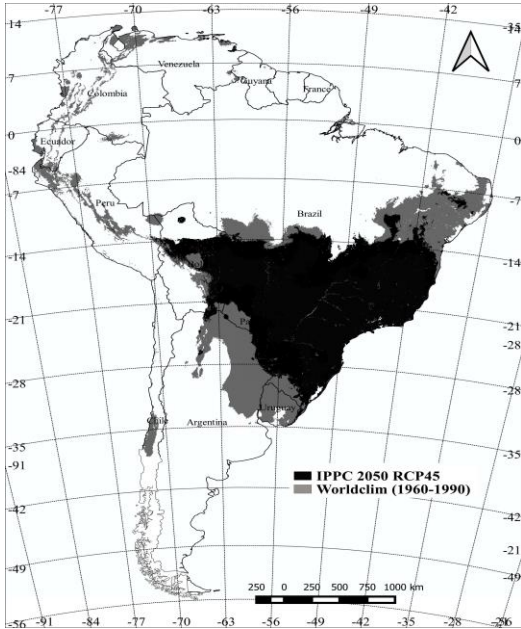 -77 -70 -63 -56 -49 -42
14 -14
Venezuela
Guyana
France
7 7
Colombia
0 0
Ecuador
-84
-7 -7
Peru
Brazil
-14 -14
-21 -21
-28 -28
Uruguay
Chile
Argentina
-35 -35
-91
IPPC 2050 RCP45
Worldclim (1960-1990)
-42 -42
-21
-49 -49
250 0 250 500 750 1000 km
-56 -91 -84 -77 -70 -63 -56 -49 -42 -35 -28